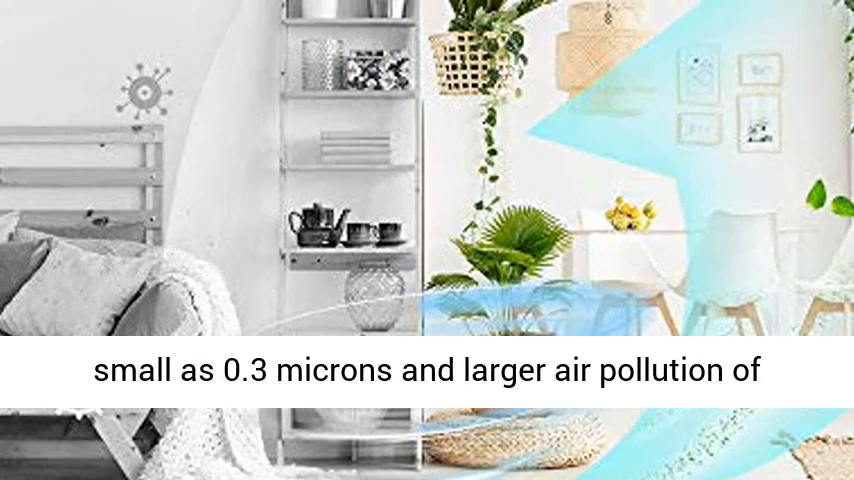 small as 0.3 microns and larger air pollution of